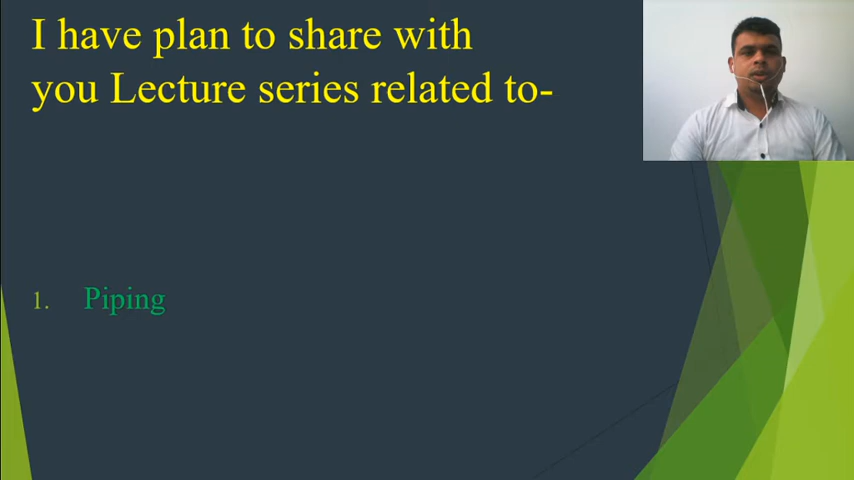 I have plan to share with
you Lecture series related to-
1. Piping